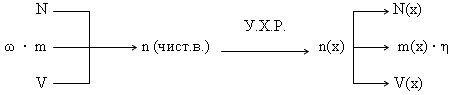 N У.Х.Р. N(x)
ω · m n (чист.в.) n(x) m(x) · η
V V(x)